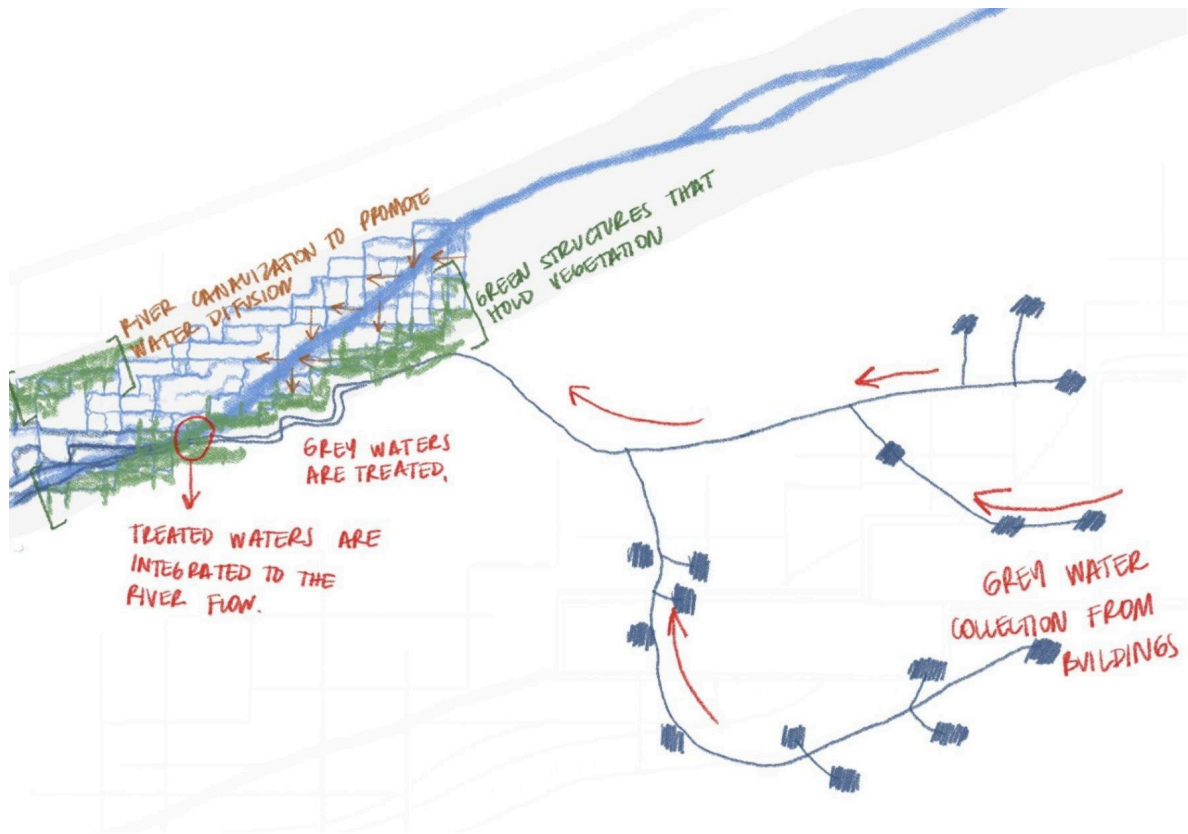 RIVER CANALIZATION TO PROMOTE
WATER DIFUSION
GREEN STRUCTURES THAT
HOLD VEGETATION
GREY WATERS
ARE TREATED.
TREATED WATERS ARE
INTEGRATED TO THE
RIVER FLOW.
GREY WATER
COLLECTION FROM
BUILDINGS